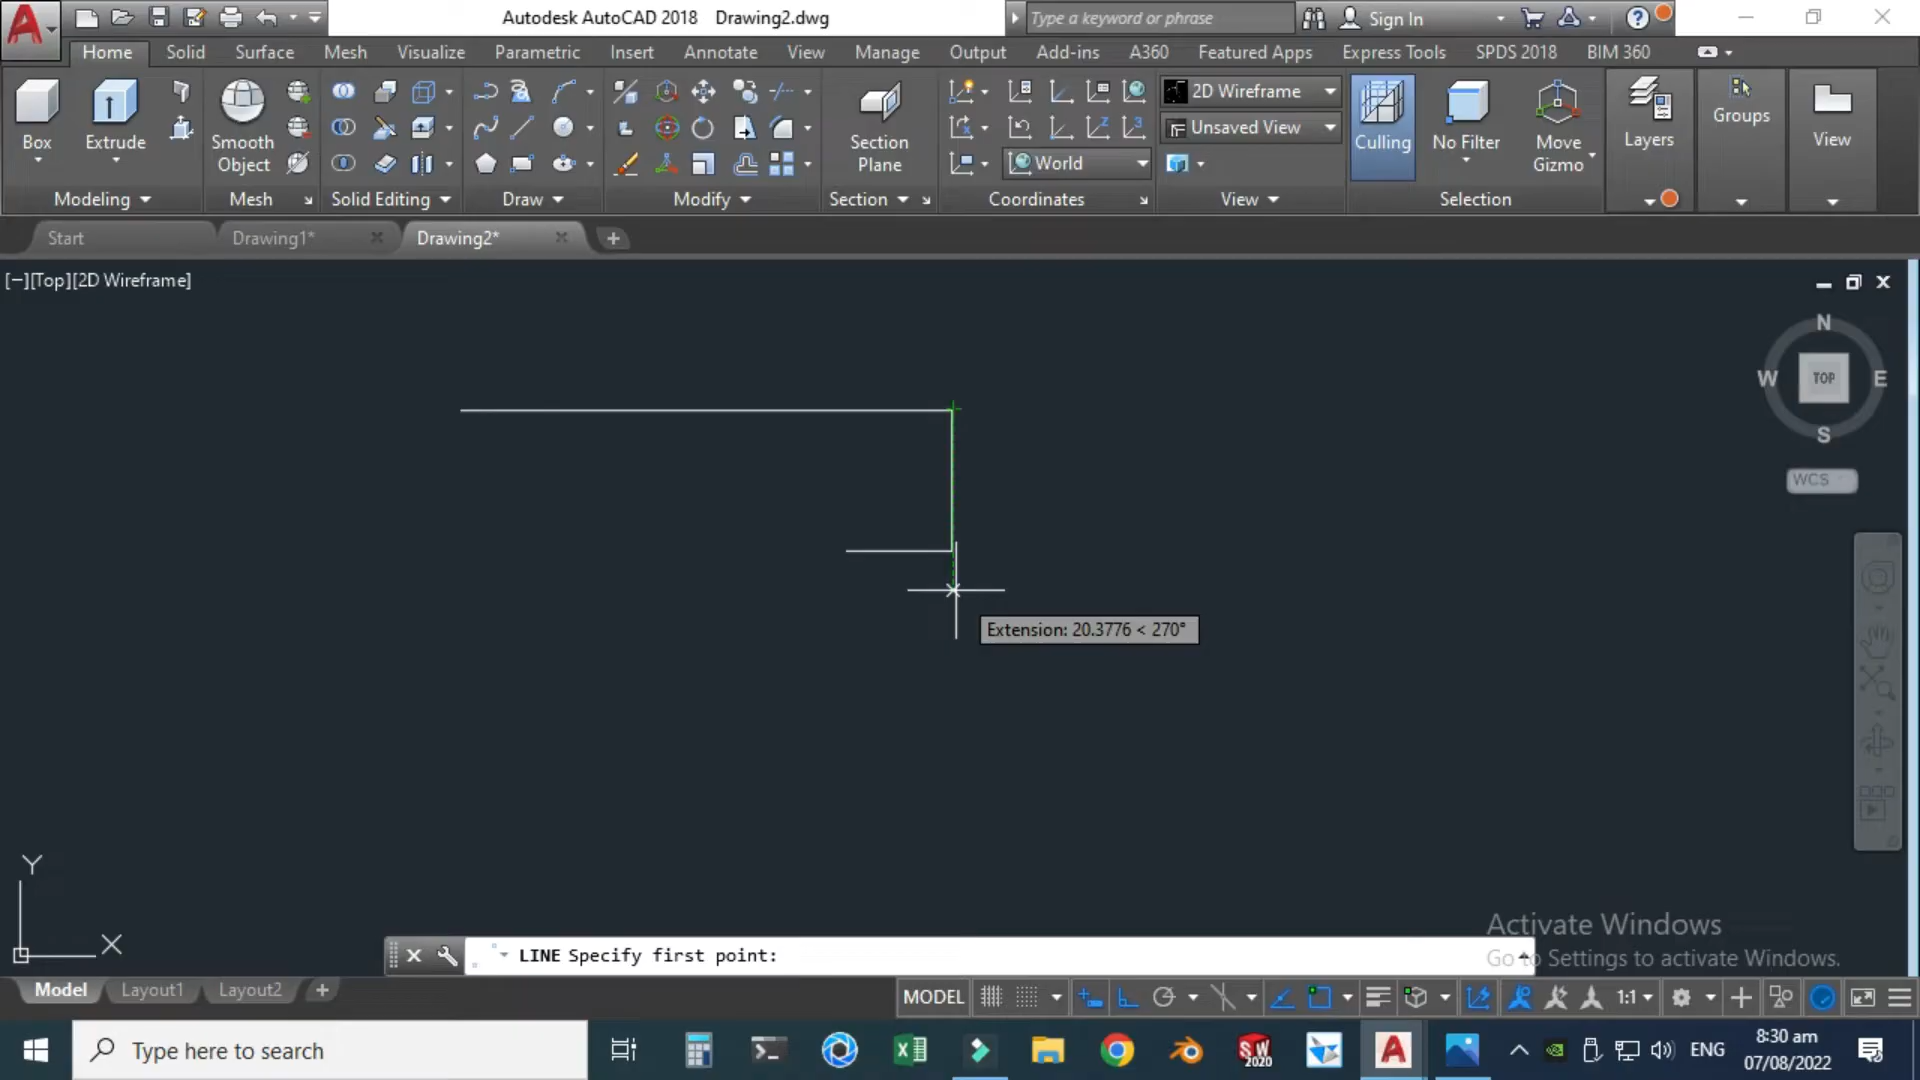 Autodesk AutoCAD 2018 Drawing2.dwg
Type a keyword or phrase
Sign In
Home Solid Surface Mesh Visualize Parametric Insert Annotate View Manage Output Add-ins A360 Featured Apps Express Tools SPDS 2018 BIM 360
2D Wireframe
Unsaved View
World
Box
Extrude
Smooth Object
Section Plane
Culling
No Filter
Move Gizmo
Layers
Groups
View
Modeling Mesh Solid Editing Draw Modify Section Coordinates View Selection
Start Drawing1* Drawing2*
[−][Top][2D Wireframe]
N
W TOP E
S
WCS
Extension: 20.3776 < 270°
Y
X
Activate Windows
Go to Settings to activate Windows.
LINE Specify first point:
Model Layout1 Layout2
MODEL 1:1
Type here to search
SW 2020
ENG
8:30 am
07/08/2022